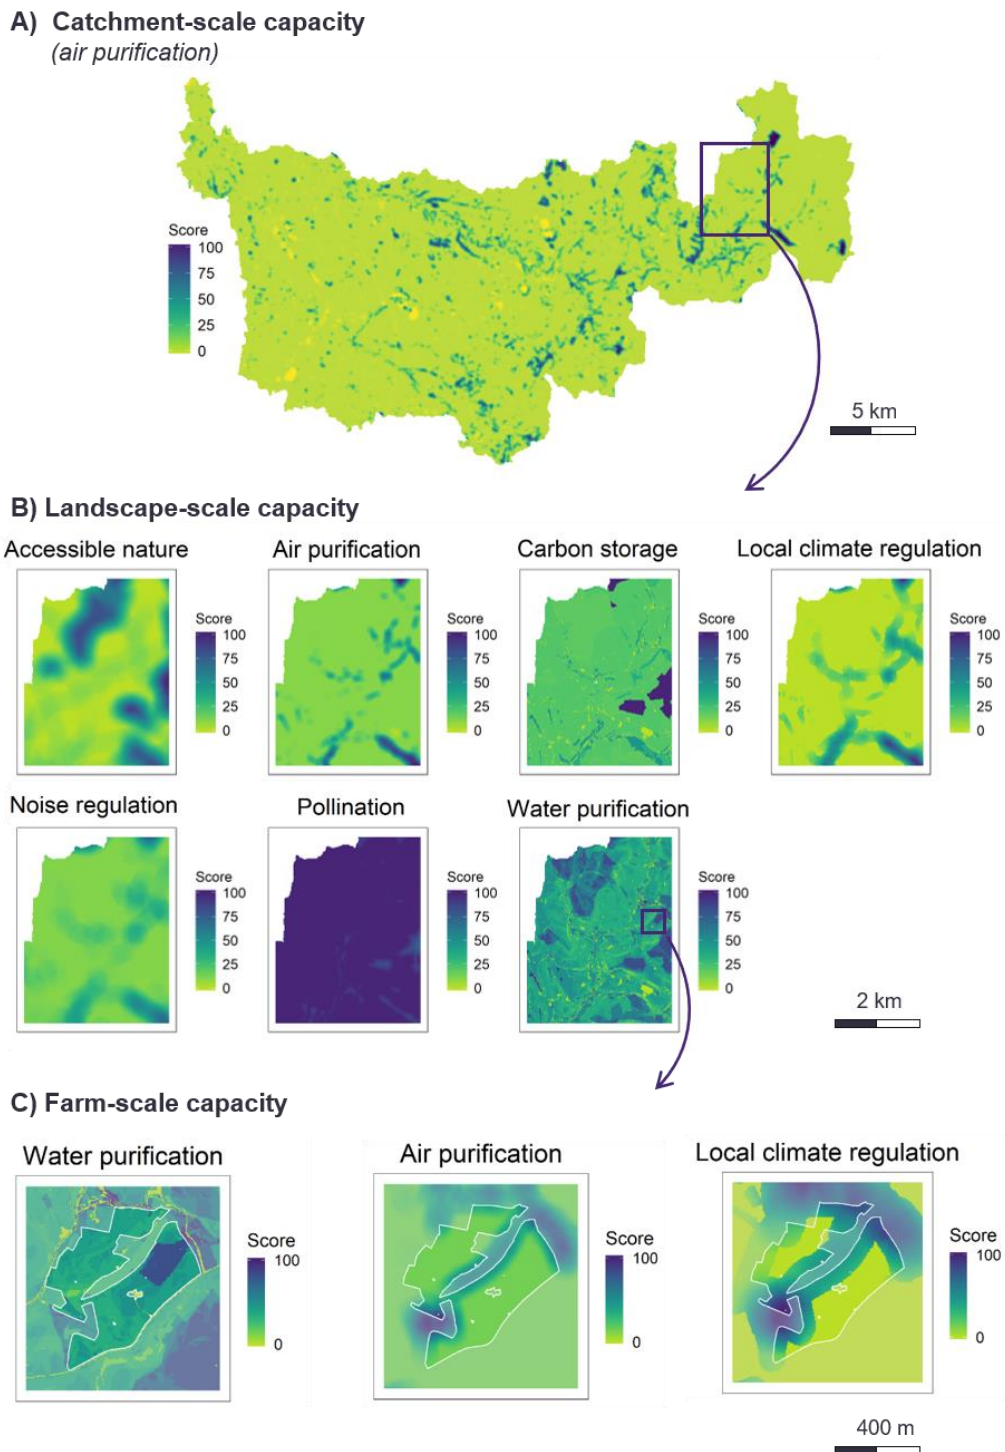 A) Catchment-scale capacity
(air purification)
Score
100
75
50
25
0
5 km
B) Landscape-scale capacity
Accessible nature
Air purification
Carbon storage
Local climate regulation
Score
100
75
50
25
0
Score
100
75
50
25
0
Score
100
75
50
25
0
Score
100
75
50
25
0
Noise regulation
Pollination
Water purification
Score
100
75
50
25
0
Score
100
75
50
25
0
Score
100
75
50
25
0
2 km
C) Farm-scale capacity
Water purification
Air purification
Local climate regulation
Score
100
0
Score
100
0
Score
100
0
400 m